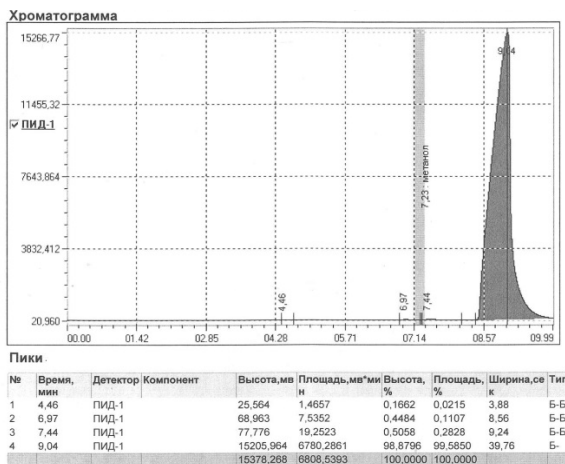 Хроматограмма
15266,77
11455,32
7643,864
3832,412
20,960
ПИД-1
4,46
6,97
7,23 : метанол
7,44
00.00 01.42 02.85 04.28 05.71 07.14 08.57 09.99
Пики
№ Время, мин Детектор Компонент Высота,мв Площадь,мв*ми н Высота, % Площадь, % Ширина,се к Тип
1 4,46 ПИД-1 25,564 1,4657 0,1662 0,0215 3,88 Б-Б
2 6,97 ПИД-1 68,963 7,5352 0,4484 0,1107 8,56 Б-Б
3 7,44 ПИД-1 77,776 19,2523 0,5058 0,2828 9,24 Б-Б
4 9,04 ПИД-1 15205,964 6780,2861 98,8796 99,5850 39,76 Б-
15378,268 6808,5393 100,0000 100,0000